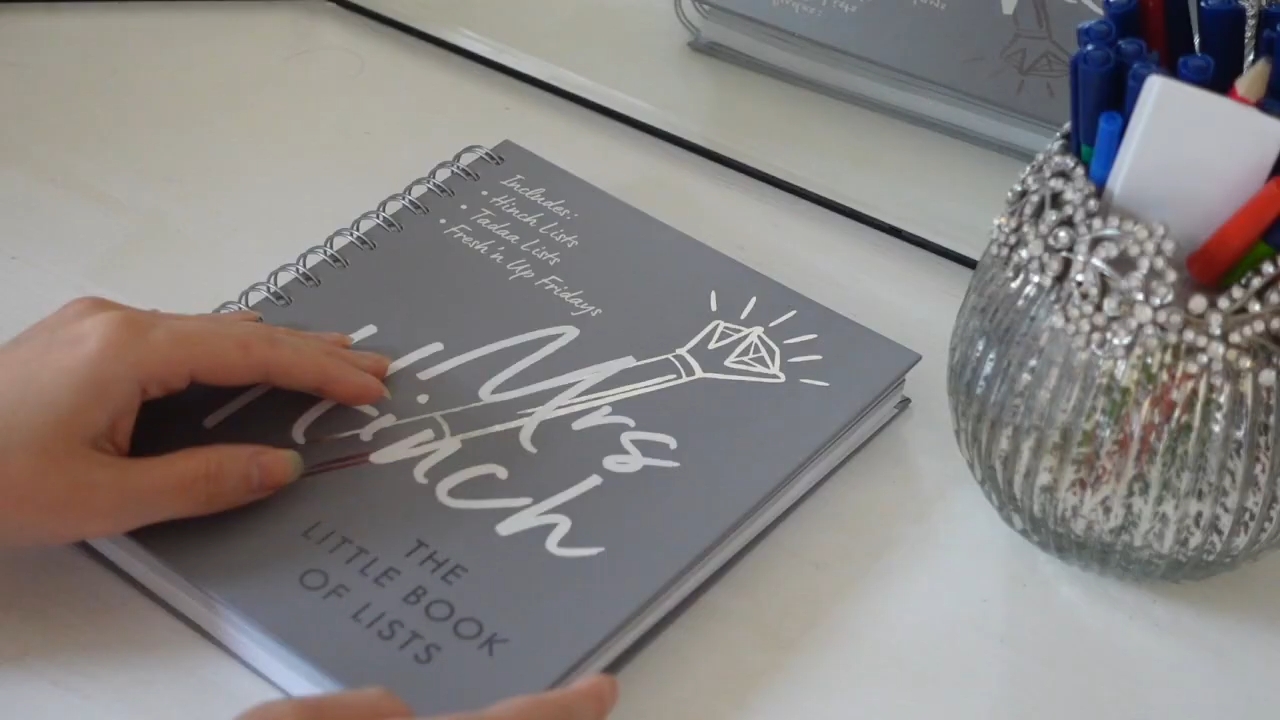 Includes:
• Hinch Lists
• Tadaa Lists
• Fresh'n Up Fridays
Mrs
Hinch
THE
LITTLE BOOK
OF LISTS